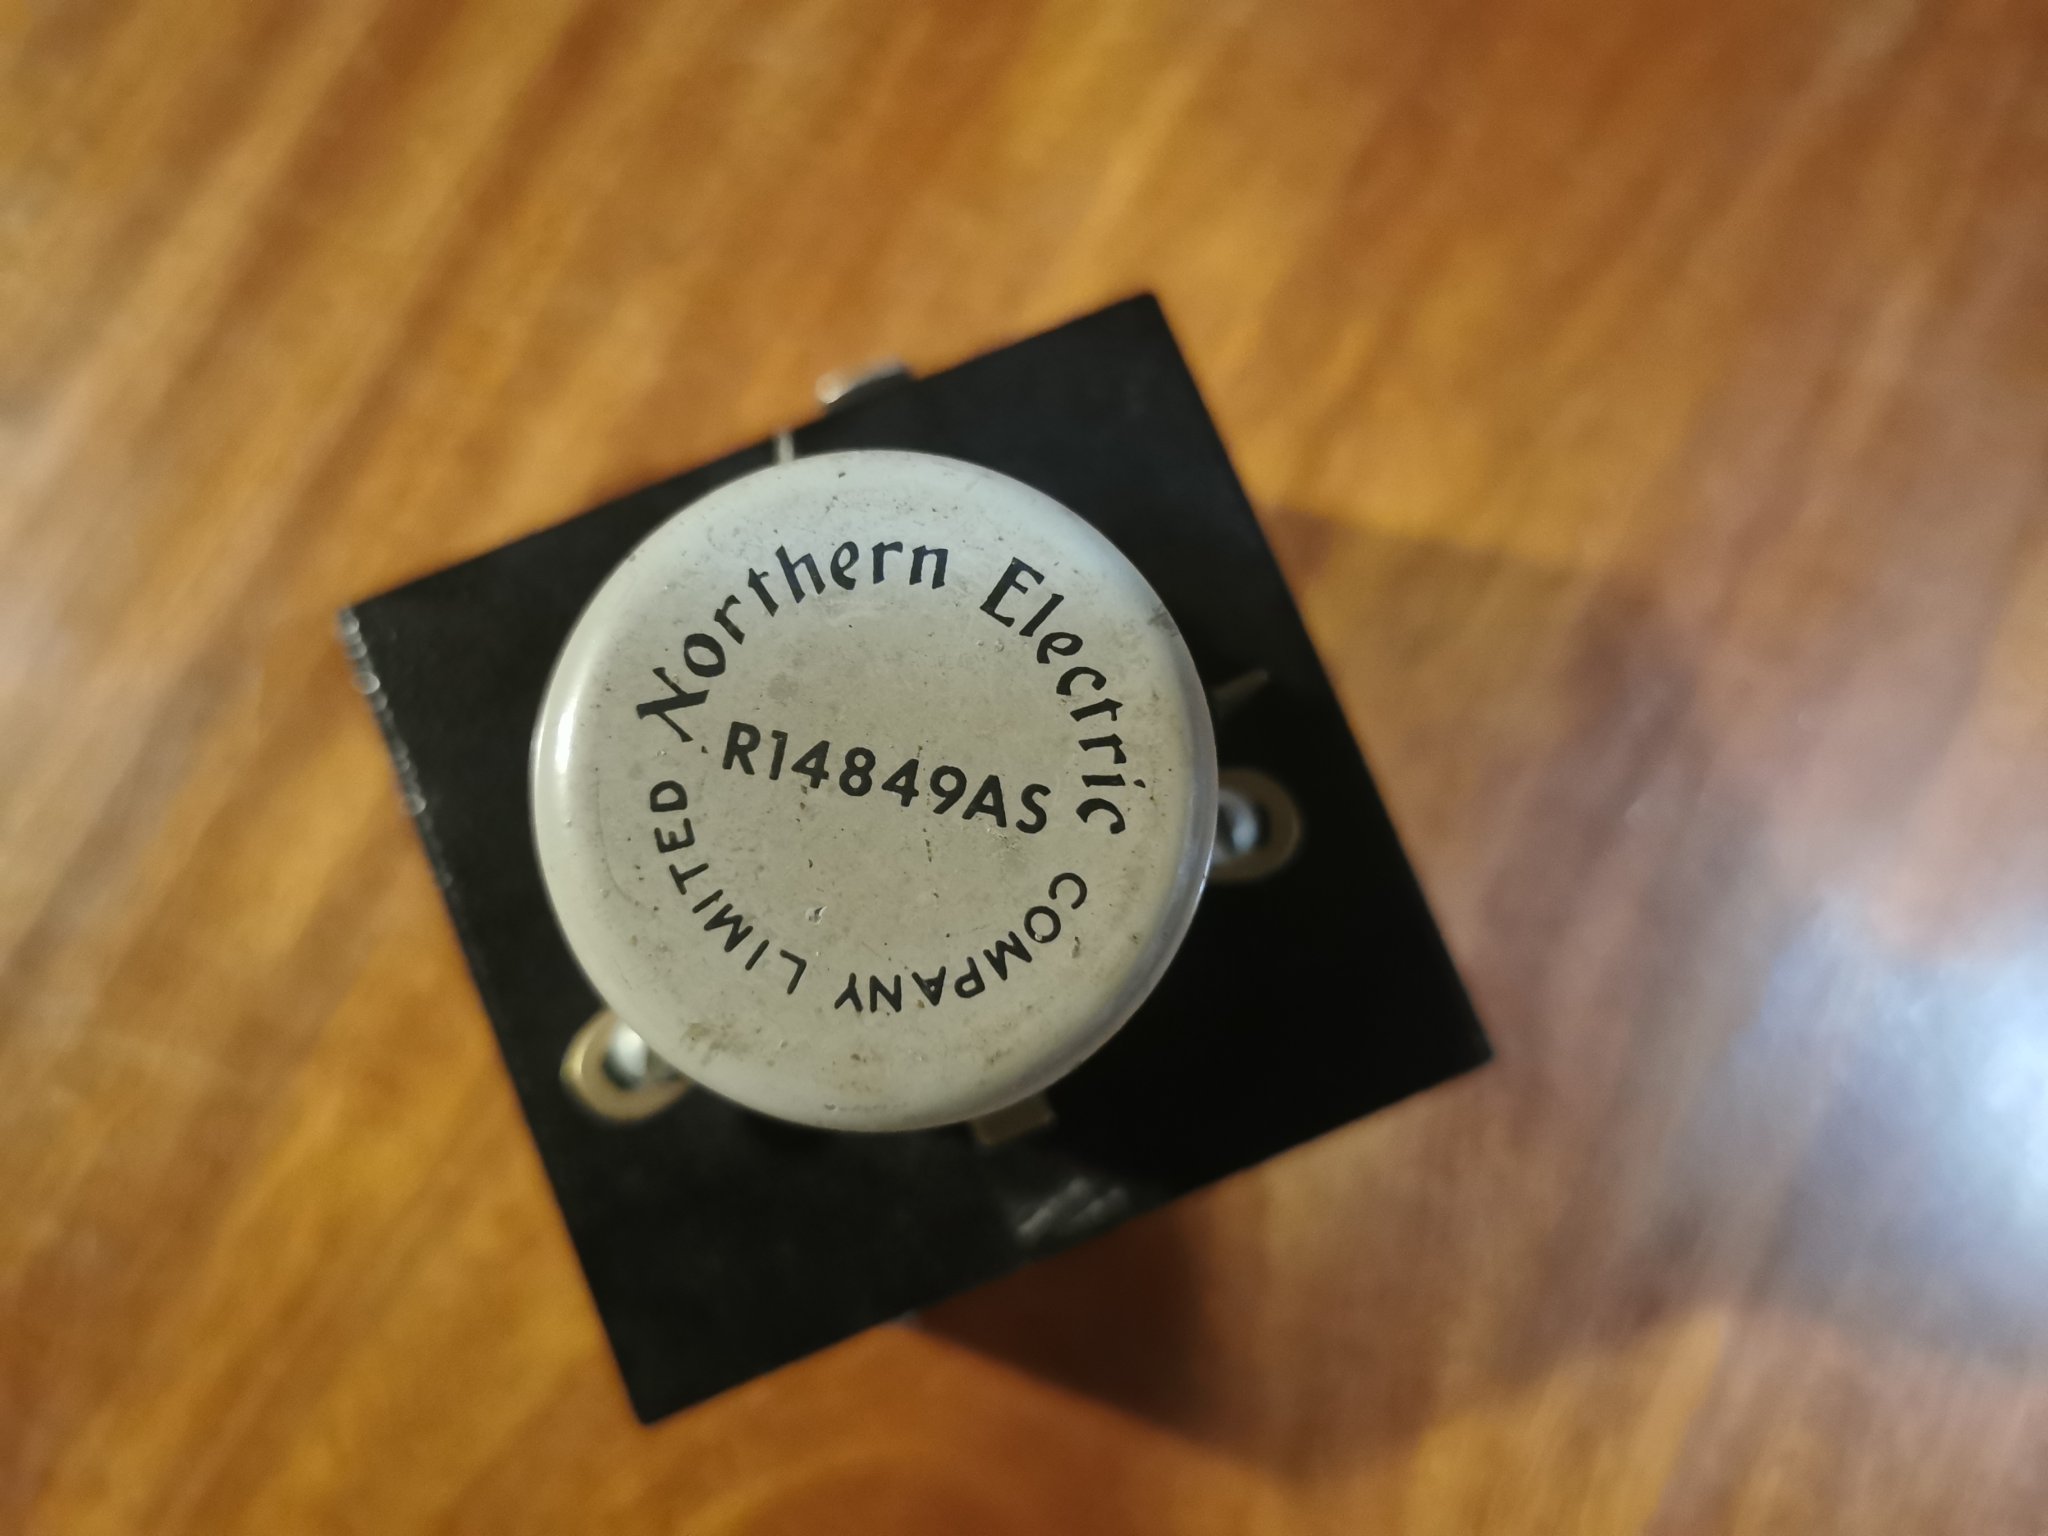 Northern Electric
R14849AS
COMPANY LIMITED